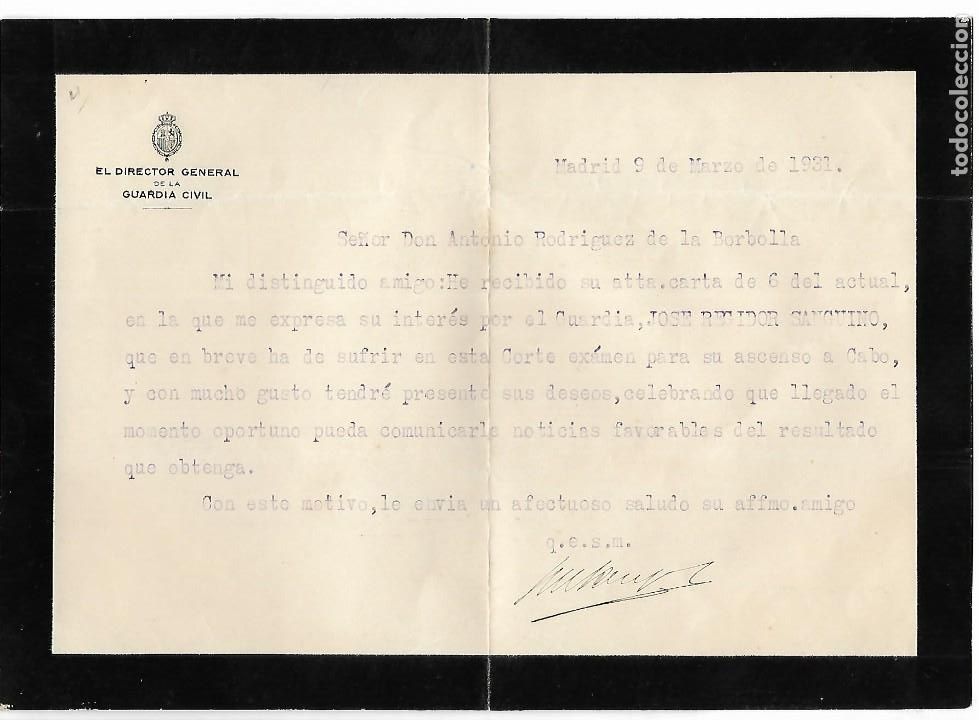 EL DIRECTOR GENERAL
DE LA
GUARDIA CIVIL
Madrid 9 de Marzo de 1931.
Señor Don Antonio Rodriguez de la Borbolla
Mi distinguido amigo:He recibido su atta.carta de 6 del actual,
en la que me expresa su interés por el Guardia, JOSE REGIDOR SANGUINO,
que en breve ha de sufrir en esta Corte exámen para su ascenso a Cabo,
y con mucho gusto tendré presente sus deseos,celebrando que llegado el
momento oportuno pueda comunicarle noticias favorables del resultado
que obtenga.
Con este motivo,le envia un afectuoso saludo su affmo.amigo
q.e.s.m.
todocoleccion